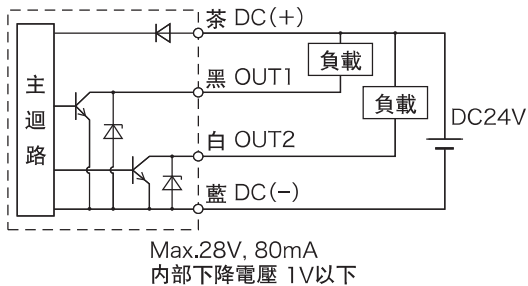 茶 DC(+)
主迴路
負載
黑 OUT1
負載
DC24V
白 OUT2
藍 DC(−)
Max.28V, 80mA
内部下降電壓 1V以下